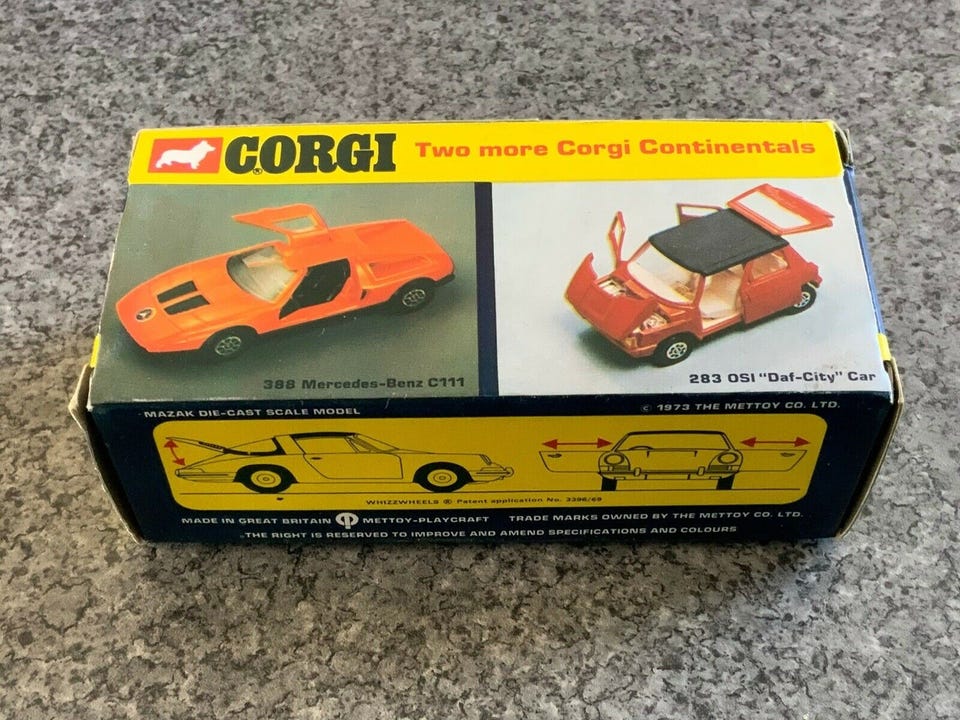 CORGI ® Two more Corgi Continentals
388 Mercedes-Benz C111
283 OSI "Daf-City" Car
MAZAK DIE-CAST SCALE MODEL
© 1973 THE METTOY CO. LTD.
WHIZZWHEELS ® Patent application No. 3396/69
MADE IN GREAT BRITAIN METTOY-PLAYCRAFT TRADE MARKS OWNED BY THE METTOY CO. LTD.
THE RIGHT IS RESERVED TO IMPROVE AND AMEND SPECIFICATIONS AND COLOURS